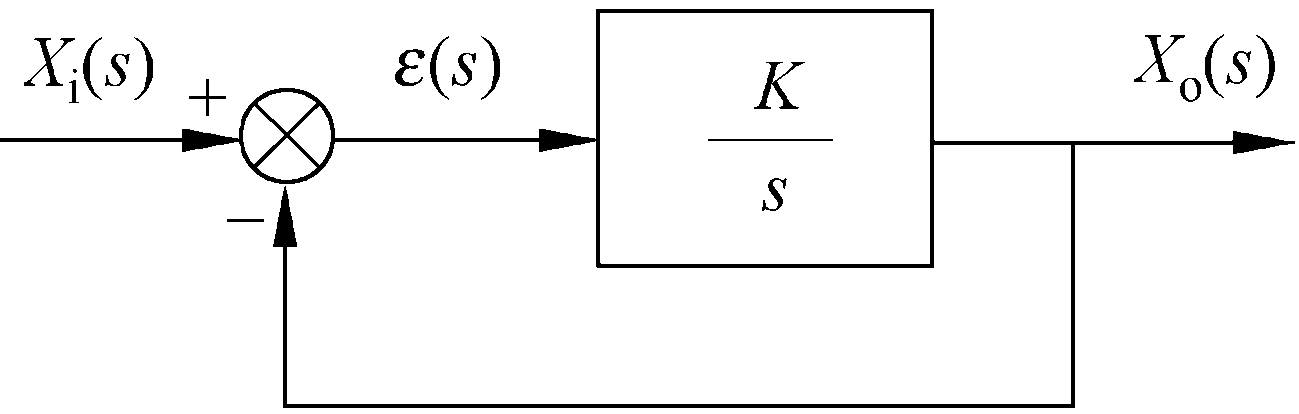 Xi(s) + ε(s) K/s Xo(s)
−